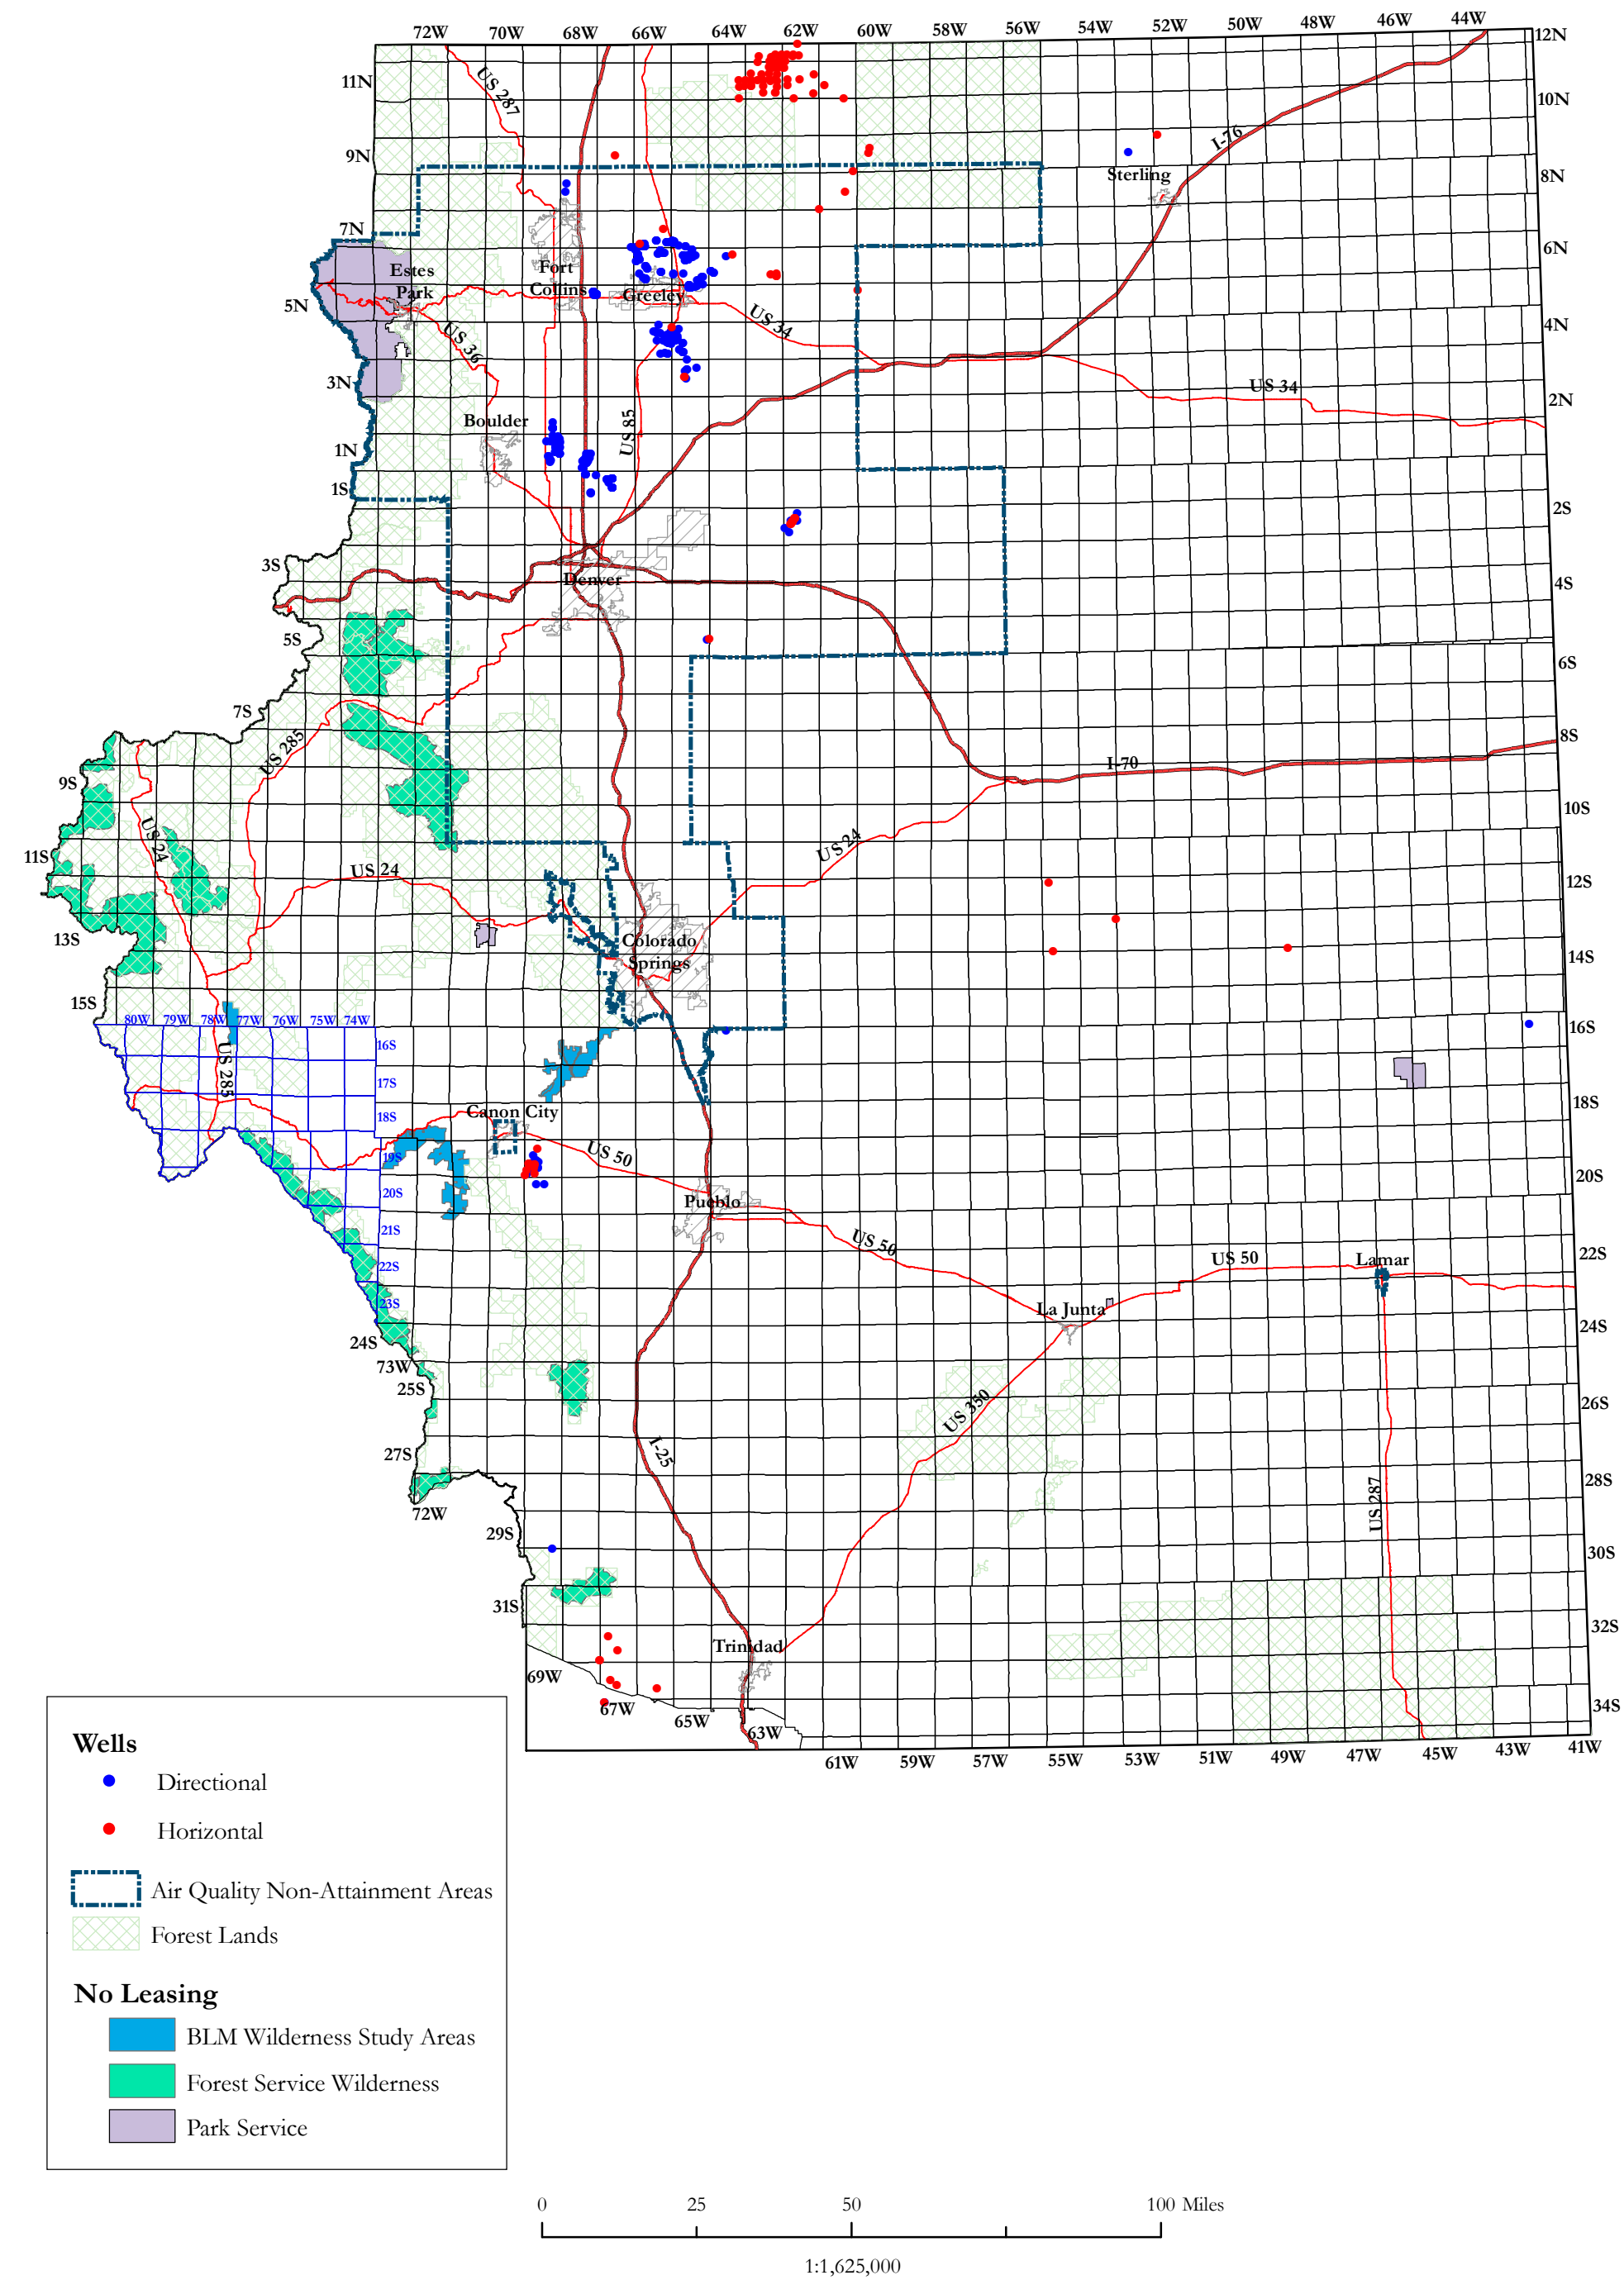 72W 70W 68W 66W 64W 62W 60W 58W 56W 54W 52W 50W 48W 46W 44W
12N
11N
US 287
10N
I-76
9N
Sterling
8N
7N
6N
Estes
Park
Fort
Collins
Greeley
5N
US 34
4N
US 36
3N
US 34
2N
Boulder
US 85
1N
1S
2S
3S
Denver
4S
5S
6S
7S
8S
US 285
I-70
9S
10S
US 24
US 24
11S
US 24
12S
13S
Colorado
Springs
14S
15S
80W 79W 78W 77W 76W 75W 74W
16S
16S
US 285
17S
18S
18S
Canon City
19S
US 50
20S
20S
Pueblo
21S
US 50
22S
US 50
Lamar
22S
23S
La Junta
24S
24S
73W
25S
26S
US 350
27S
I-25
28S
US 287
72W
29S
30S
31S
32S
Trinidad
69W
67W
65W
63W
34S
61W 59W 57W 55W 53W 51W 49W 47W 45W 43W 41W
Wells
Directional
Horizontal
Air Quality Non-Attainment Areas
Forest Lands
No Leasing
BLM Wilderness Study Areas
Forest Service Wilderness
Park Service
0 25 50 100 Miles
1:1,625,000